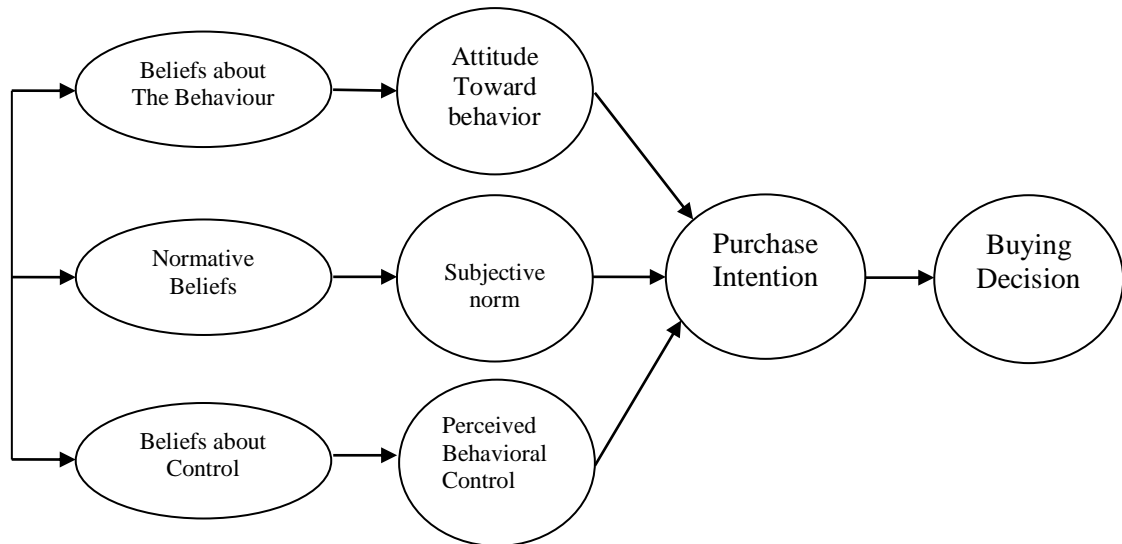 Beliefs about
The Behaviour
Attitude
Toward
behavior
Normative
Beliefs
Subjective
norm
Purchase
Intention
Buying
Decision
Beliefs about
Control
Perceived
Behavioral
Control